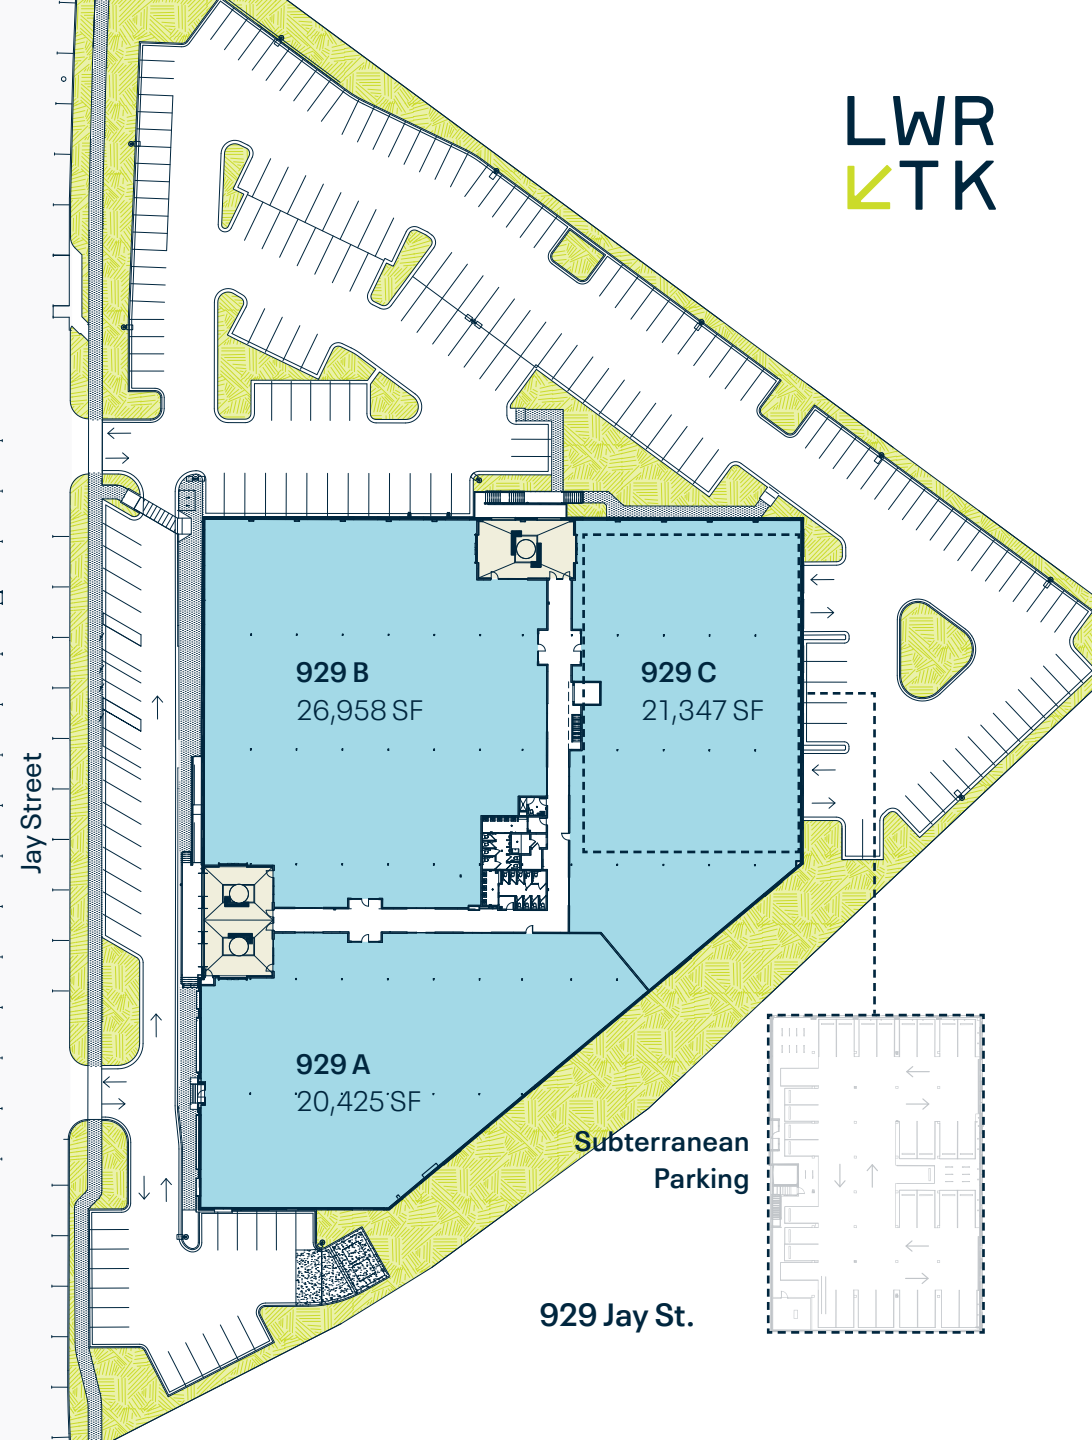 LWR
TK
929 B
26,958 SF
929 C
21,347 SF
Jay Street
929 A
20,425 SF
Subterranean
Parking
929 Jay St.